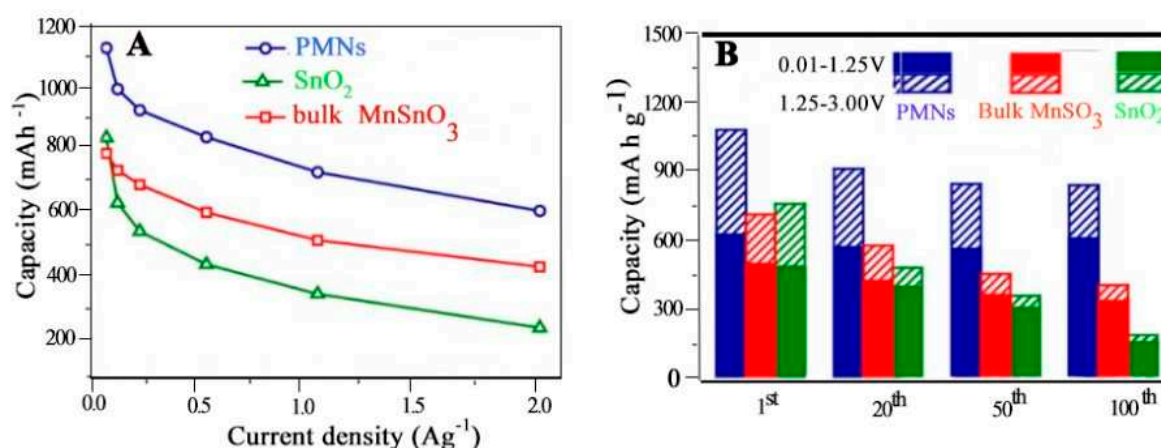 A
PMNs
SnO₂
bulk MnSnO₃
1200
1000
800
600
400
200
Capacity (mAh ⁻¹)
0.0 0.5 1.0 1.5 2.0
Current density (Ag⁻¹)
B
0.01-1.25V
1.25-3.00V
PMNs Bulk MnSO₃ SnO₂
1500
1200
900
600
300
0
Capacity (mA h g⁻¹)
1st 20th 50th 100th